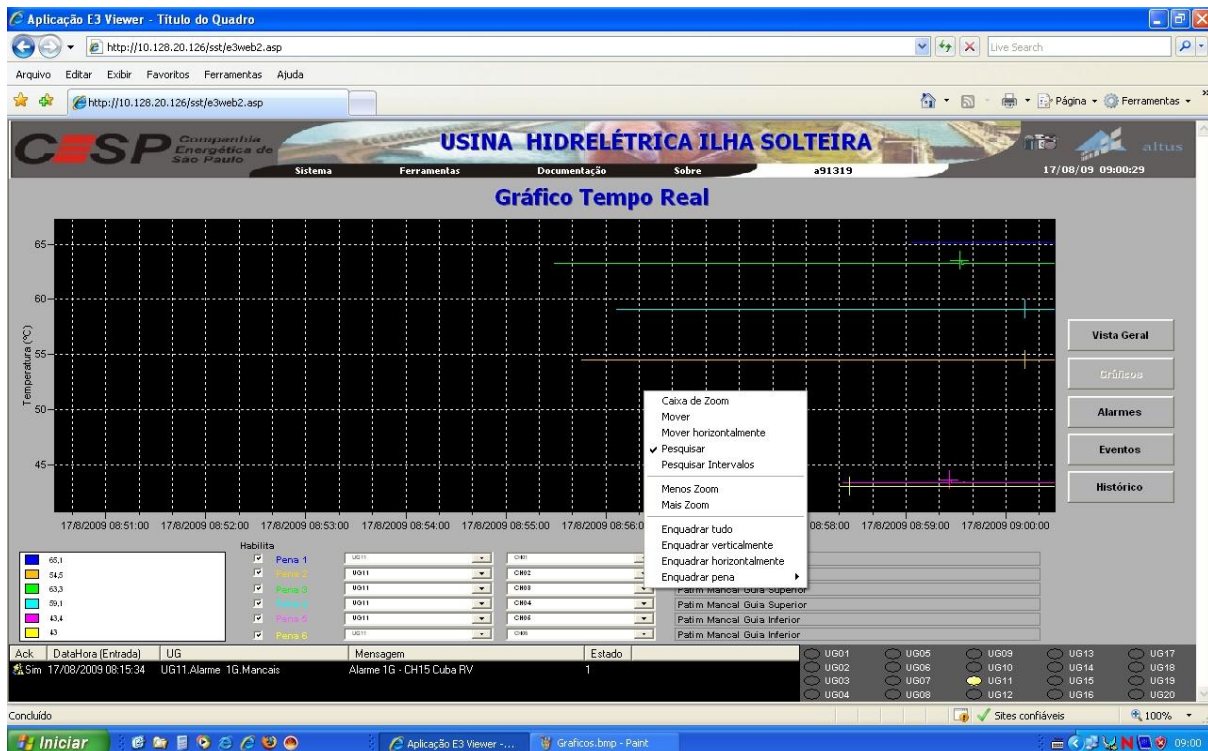 Aplicação E3 Viewer - Título do Quadro
http://10.128.20.126/sst/e3web2.asp
Live Search
Arquivo Editar Exibir Favoritos Ferramentas Ajuda
http://10.128.20.126/sst/e3web2.asp
Página Ferramentas
CESP Companhia Energética de São Paulo
USINA HIDRELÉTRICA ILHA SOLTEIRA
altus
Sistema Ferramentas Documentação Sobre a91319 17/08/09 09:00:29
Gráfico Tempo Real
Temperatura (ºC)
65
60
55
50
45
Vista Geral
Gráficos
Alarmes
Eventos
Histórico
Caixa de Zoom
Mover
Mover horizontalmente
Pesquisar
Pesquisar Intervalos
Menos Zoom
Mais Zoom
Enquadrar tudo
Enquadrar verticalmente
Enquadrar horizontalmente
Enquadrar pena
17/8/2009 08:51:00 17/8/2009 08:52:00 17/8/2009 08:53:00 17/8/2009 08:54:00 17/8/2009 08:55:00 17/8/2009 08:56:0 08:58:00 17/8/2009 08:59:00 17/8/2009 09:00:00
Habilita
65,1 Pena 1 UG11 CH01
54,5 Pena 2 UG11 CH02
63,3 Pena 3 UG11 CH03 Patim Mancal Guia Superior
59,1 UG11 CH04 Patim Mancal Guia Superior
43,4 Pena 5 UG11 Patim Mancal Guia Inferior
43 Pena 6 UG11 Patim Mancal Guia Inferior
Ack DataHora (Entrada) UG Mensagem Estado
Sim 17/08/2009 08:15:34 UG11.Alarme 1G.Mancais Alarme 1G - CH15 Cuba RV 1
UG01 UG05 UG09 UG13 UG17
UG02 UG06 UG10 UG14 UG18
UG03 UG07 UG11 UG15 UG19
UG04 UG08 UG12 UG16 UG20
Concluído Sites confiáveis 100%
Iniciar Aplicação E3 Viewer -... Graficos.bmp - Paint 09:00